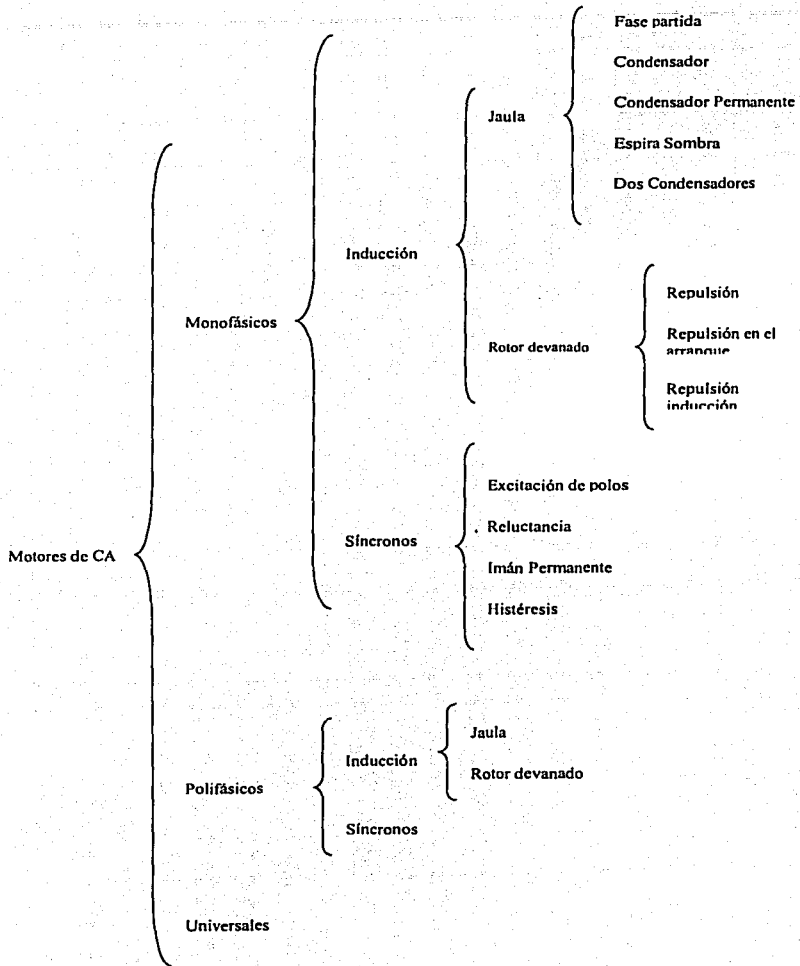 Motores de CA
Monofásicos
Inducción
Jaula
Fase partida
Condensador
Condensador Permanente
Espira Sombra
Dos Condensadores
Rotor devanado
Repulsión
Repulsión en el
arranque
Repulsión
inducción
Síncronos
Excitación de polos
Reluctancia
Imán Permanente
Histéresis
Polifásicos
Inducción
Jaula
Rotor devanado
Síncronos
Universales